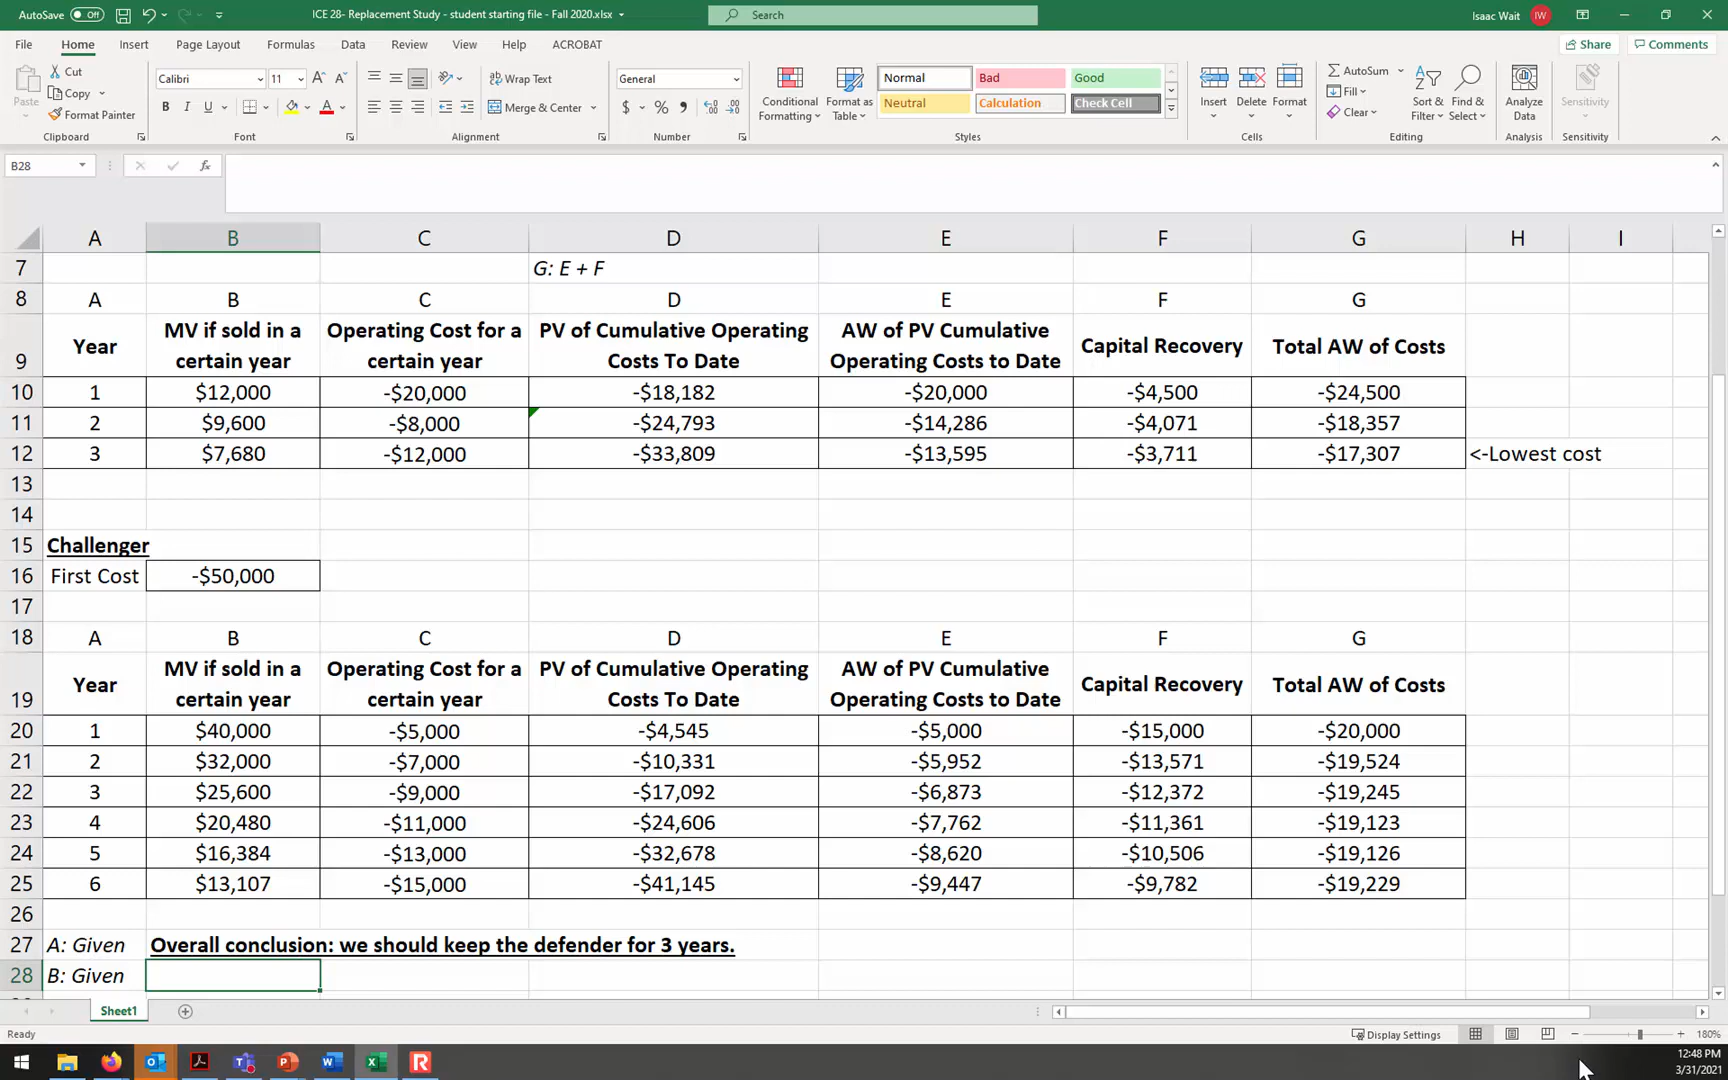 AutoSave Off ICE 28- Replacement Study - student starting file - Fall 2020.xlsx Search Isaac Wait IW
File Home Insert Page Layout Formulas Data Review View Help ACROBAT Share Comments
Cut Calibri 11 Wrap Text General Normal Bad Good AutoSum
Paste Copy Fill
Format Painter B I U Merge & Center $ % Conditional Formatting Format as Table Neutral Calculation Check Cell Insert Delete Format Clear Sort & Filter Find & Select Analyze Data Sensitivity
Clipboard Font Alignment Number Styles Cells Editing Analysis Sensitivity
B28 fx
A B C D E F G H I
7 G: E + F
8 A B C D E F G
9 Year MV if sold in a certain year Operating Cost for a certain year PV of Cumulative Operating Costs To Date AW of PV Cumulative Operating Costs to Date Capital Recovery Total AW of Costs
10 1 $12,000 -$20,000 -$18,182 -$20,000 -$4,500 -$24,500
11 2 $9,600 -$8,000 -$24,793 -$14,286 -$4,071 -$18,357
12 3 $7,680 -$12,000 -$33,809 -$13,595 -$3,711 -$17,307 <-Lowest cost
13
14
15 Challenger
16 First Cost -$50,000
17
18 A B C D E F G
19 Year MV if sold in a certain year Operating Cost for a certain year PV of Cumulative Operating Costs To Date AW of PV Cumulative Operating Costs to Date Capital Recovery Total AW of Costs
20 1 $40,000 -$5,000 -$4,545 -$5,000 -$15,000 -$20,000
21 2 $32,000 -$7,000 -$10,331 -$5,952 -$13,571 -$19,524
22 3 $25,600 -$9,000 -$17,092 -$6,873 -$12,372 -$19,245
23 4 $20,480 -$11,000 -$24,606 -$7,762 -$11,361 -$19,123
24 5 $16,384 -$13,000 -$32,678 -$8,620 -$10,506 -$19,126
25 6 $13,107 -$15,000 -$41,145 -$9,447 -$9,782 -$19,229
26
27 A: Given Overall conclusion: we should keep the defender for 3 years.
28 B: Given
Sheet1
Ready Display Settings 180%
12:48 PM
3/31/2021